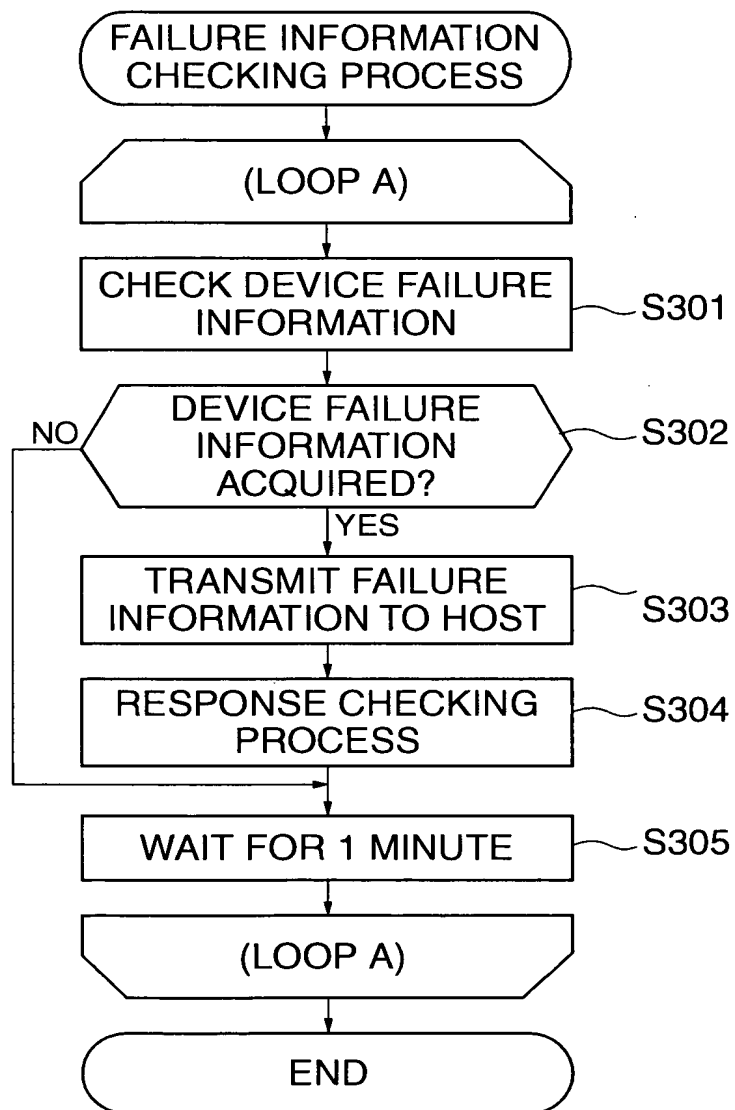 FAILURE INFORMATION
CHECKING PROCESS
(LOOP A)
CHECK DEVICE FAILURE
INFORMATION
S301
DEVICE FAILURE
INFORMATION
ACQUIRED?
S302
NO
YES
TRANSMIT FAILURE
INFORMATION TO HOST
S303
RESPONSE CHECKING
PROCESS
S304
WAIT FOR 1 MINUTE
S305
(LOOP A)
END